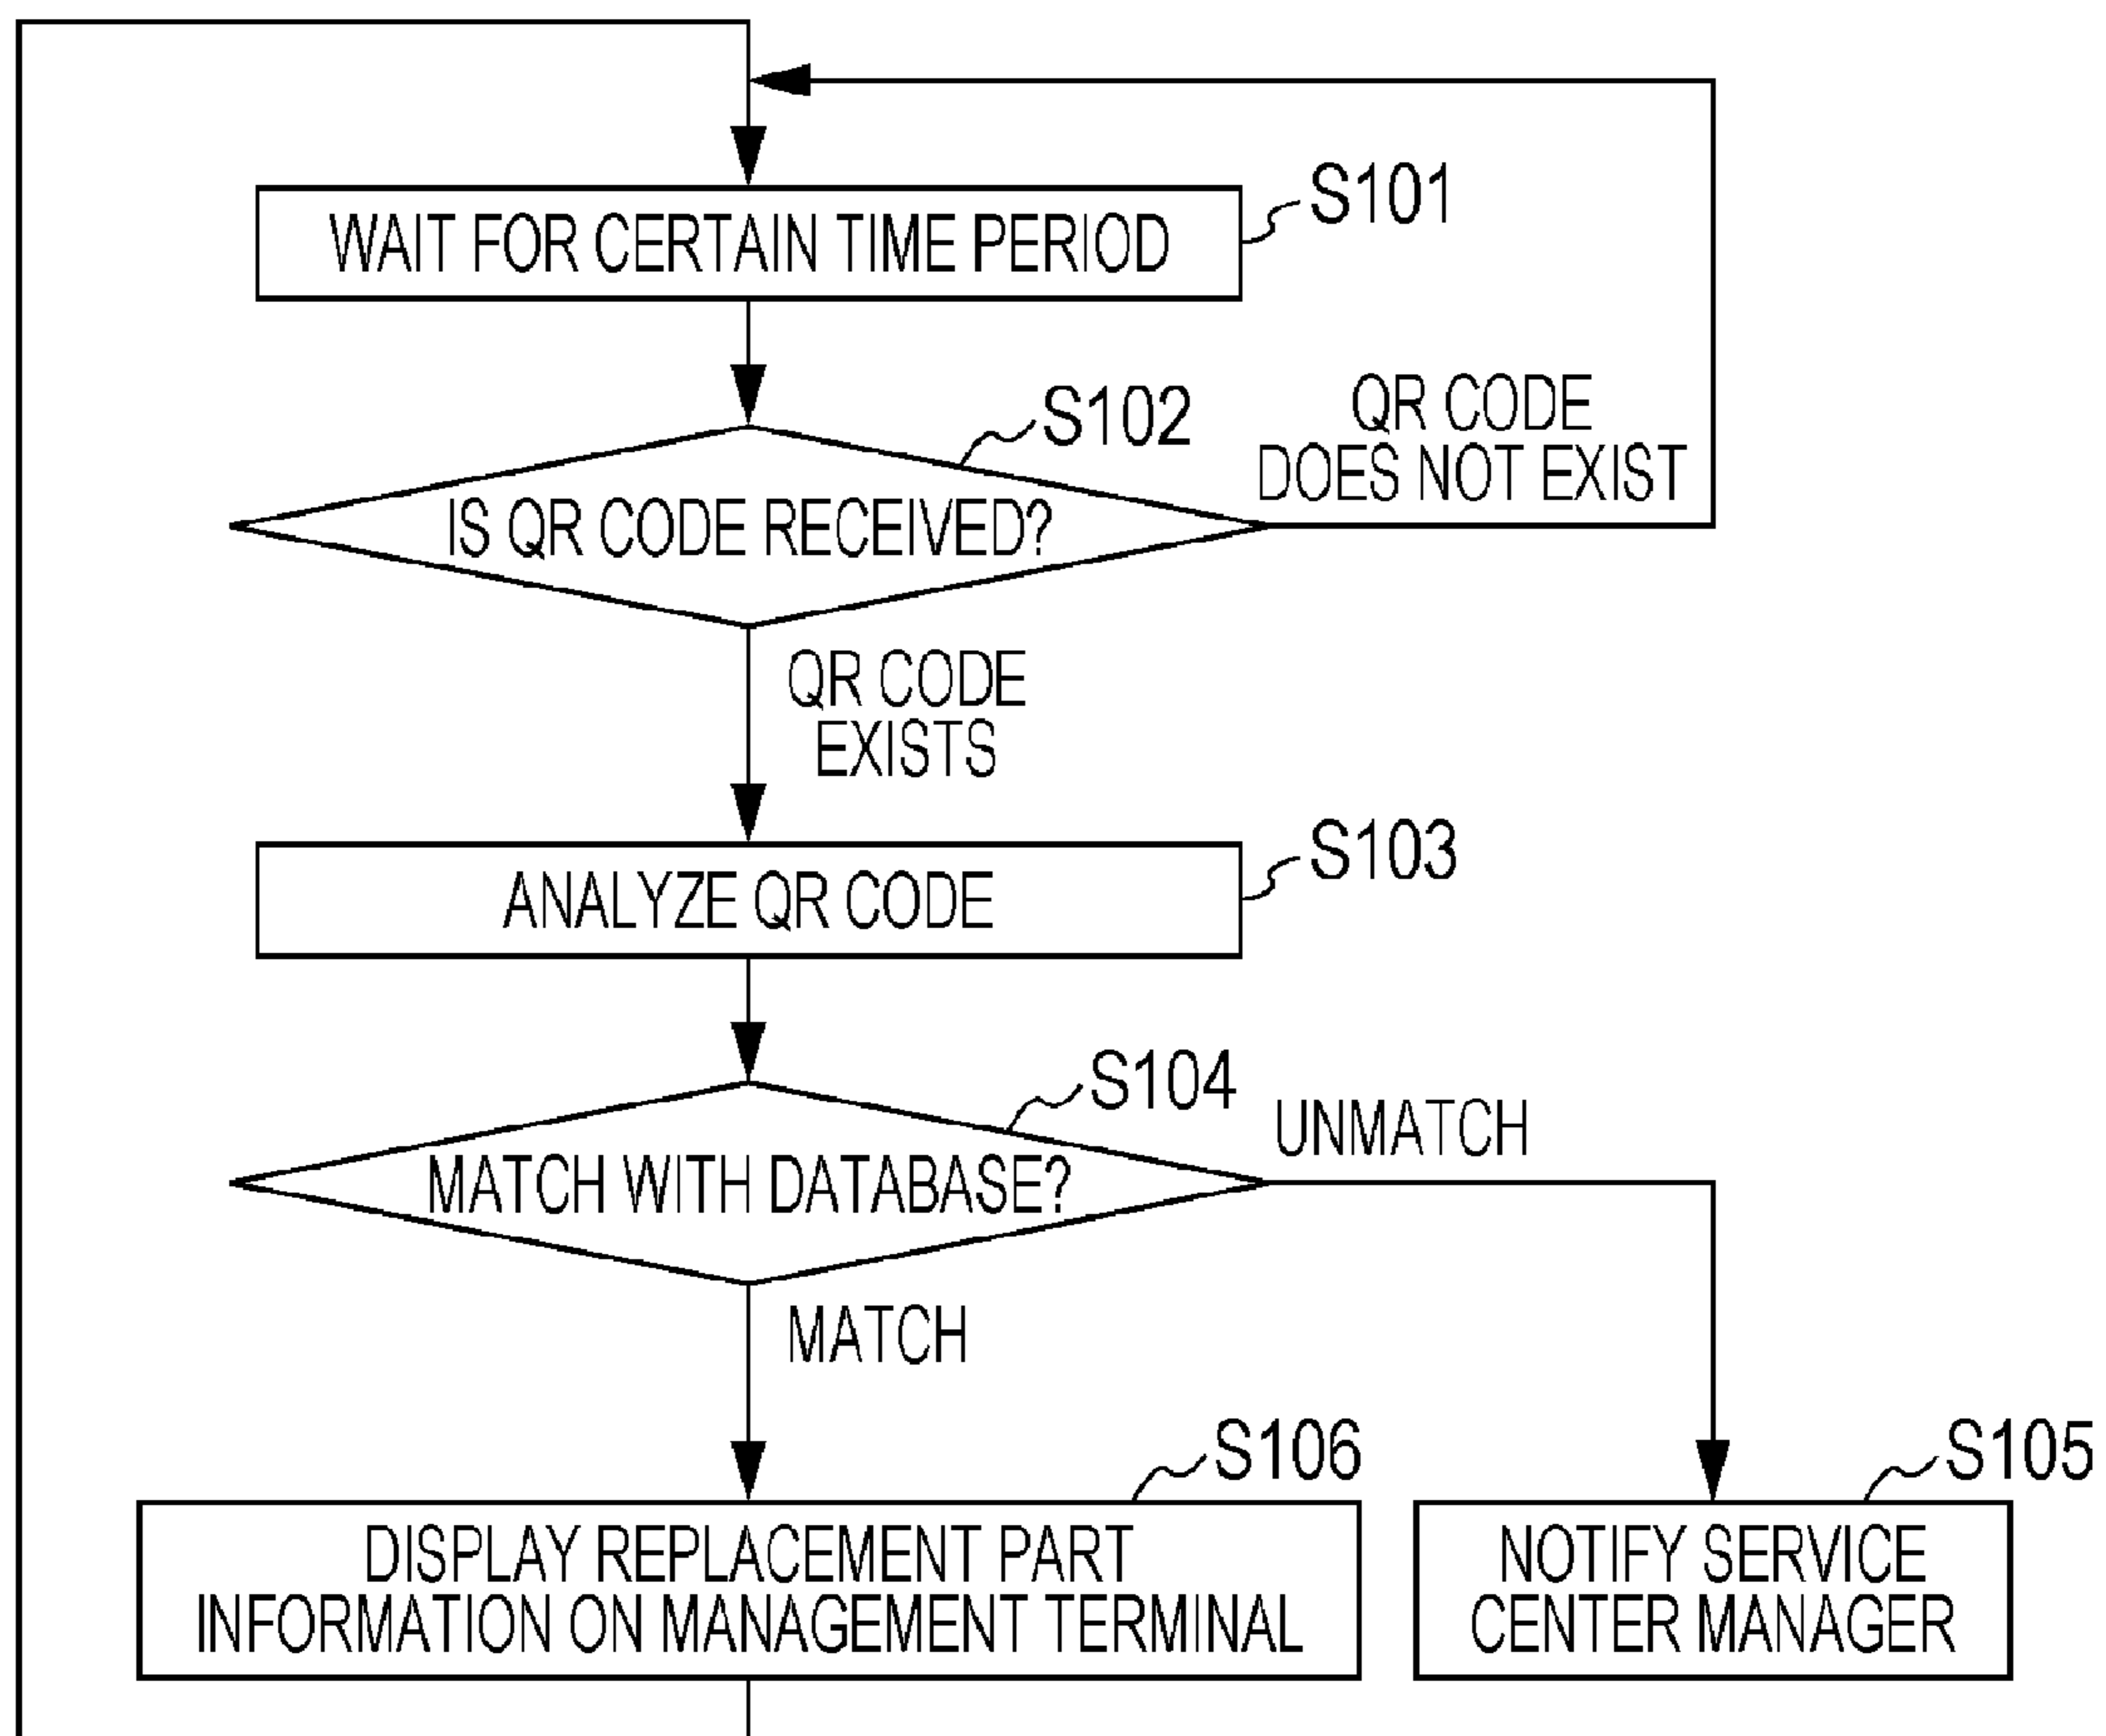 S101
WAIT FOR CERTAIN TIME PERIOD
S102
QR CODE
DOES NOT EXIST
IS QR CODE RECEIVED?
QR CODE
EXISTS
S103
ANALYZE QR CODE
S104
UNMATCH
MATCH WITH DATABASE?
MATCH
S106
S105
DISPLAY REPLACEMENT PART
INFORMATION ON MANAGEMENT TERMINAL
NOTIFY SERVICE
CENTER MANAGER